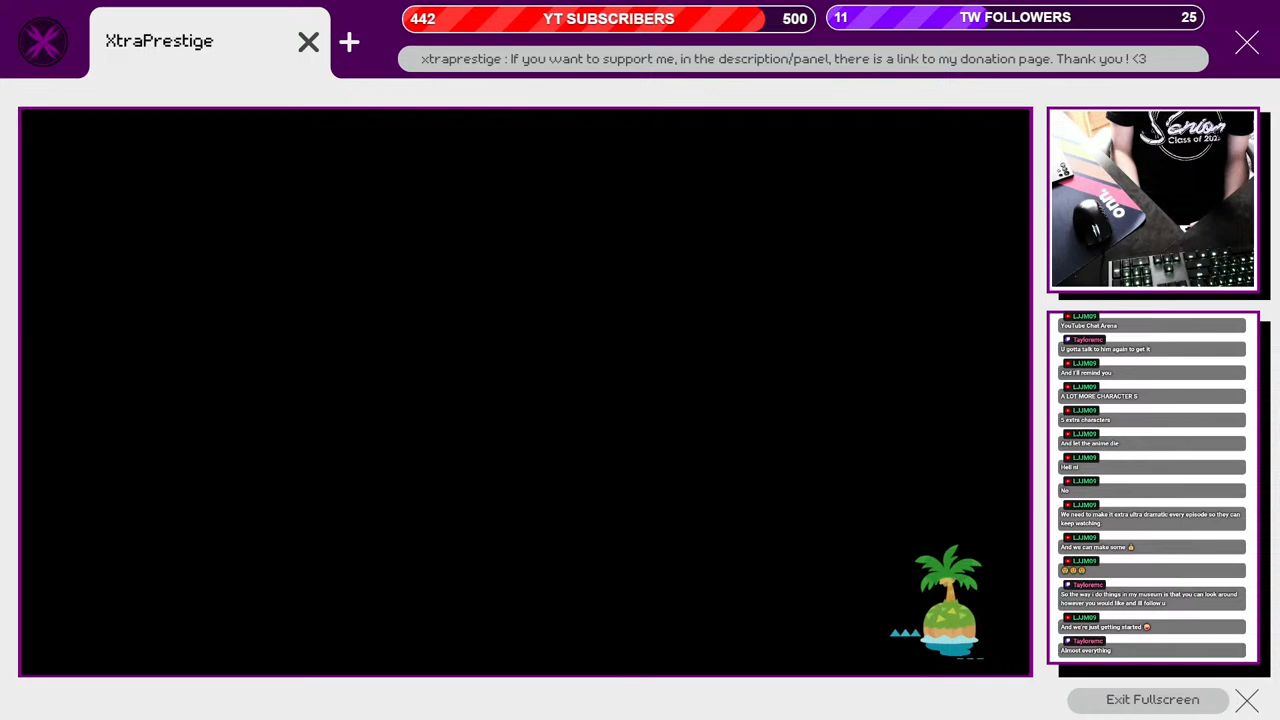 XtraPrestige
442 YT SUBSCRIBERS 500
11 TW FOLLOWERS 25
xtraprestige : If you want to support me, in the description/panel, there is a link to my donation page. Thank you ! <3
Senior
Class of
onn.
LJJM09
YouTube Chat Arena
Tayloremc
U gotta talk to him again to get it
LJJM09
And I'll remind you
LJJM09
A LOT MORE CHARACTER S
LJJM09
5 extra characters
LJJM09
And let the anime die
LJJM09
Hell ni
LJJM09
No
LJJM09
We need to make it extra ultra dramatic every episode so they can
keep watching
LJJM09
And we can make some
LJJM09
Tayloremc
So the way i do things in my museum is that you can look around
however you would like and ill follow u
LJJM09
And we're just getting started
Tayloremc
Almost everything
Exit Fullscreen